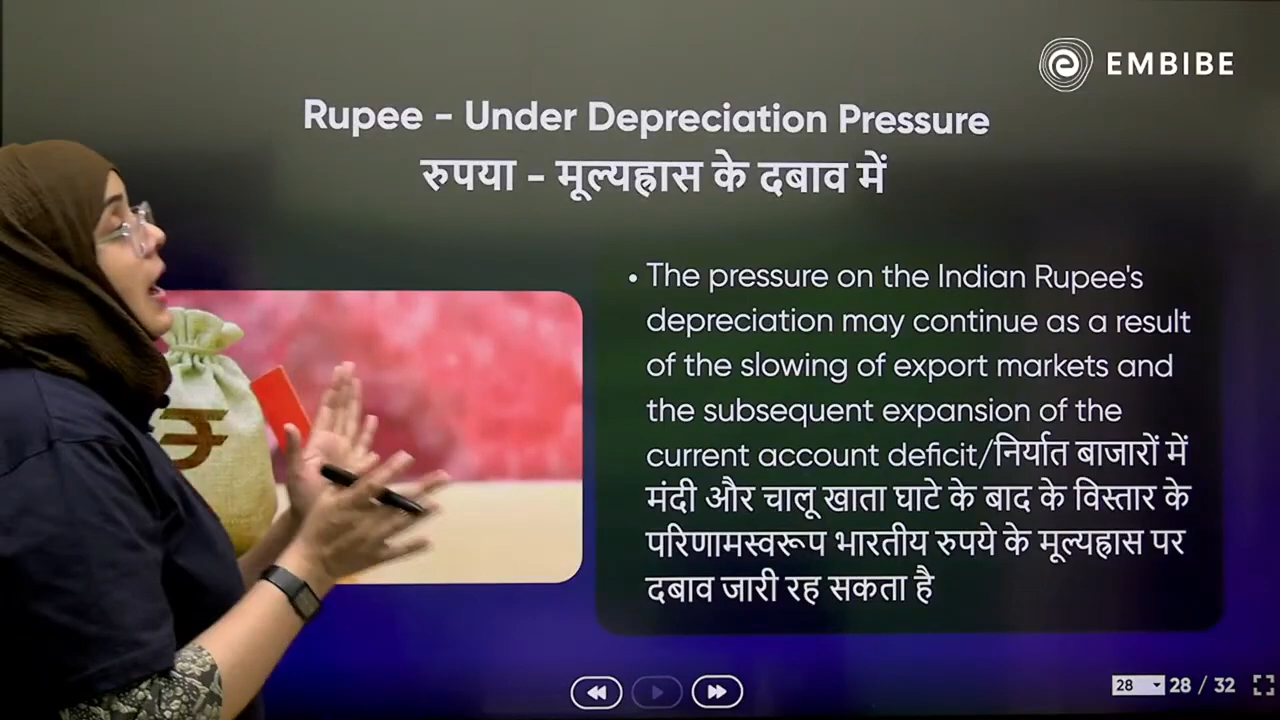 EMBIBE
Rupee - Under Depreciation Pressure
रुपया - मूल्यह्रास के दबाव में
• The pressure on the Indian Rupee's
depreciation may continue as a result
of the slowing of export markets and
the subsequent expansion of the
current account deficit/निर्यात बाजारों में
मंदी और चालू खाता घाटे के बाद के विस्तार के
परिणामस्वरूप भारतीय रुपये के मूल्यह्रास पर
दबाव जारी रह सकता है
28 28 / 32